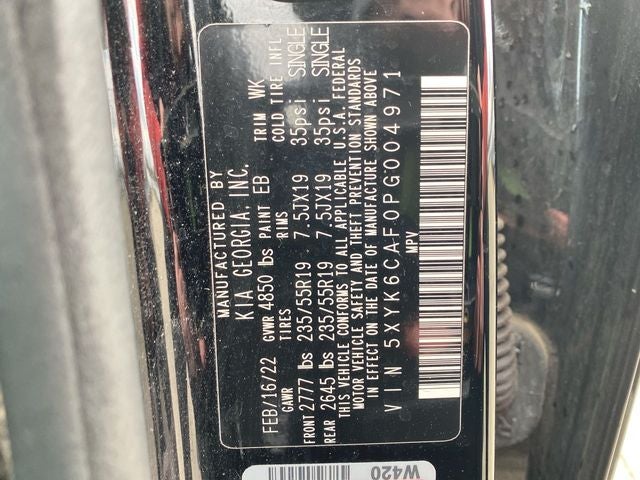 MANUFACTURED BY
KIA GEORGIA, INC.
FEB/16/22 GVWR 4850 lbs PAINT EB TRIM WK
GAWR TIRES RIMS COLD TIRE INFL
FRONT 2777 lbs 235/55R19 7.5JX19 35psi SINGLE
REAR 2645 lbs 235/55R19 7.5JX19 35psi SINGLE
THIS VEHICLE CONFORMS TO ALL APPLICABLE U.S.A. FEDERAL
MOTOR VEHICLE SAFETY AND THEFT PREVENTION STANDARDS
IN EFFECT ON THE DATE OF MANUFACTURE SHOWN ABOVE
VIN 5XYK6CAF0PG004971
MPV
W420